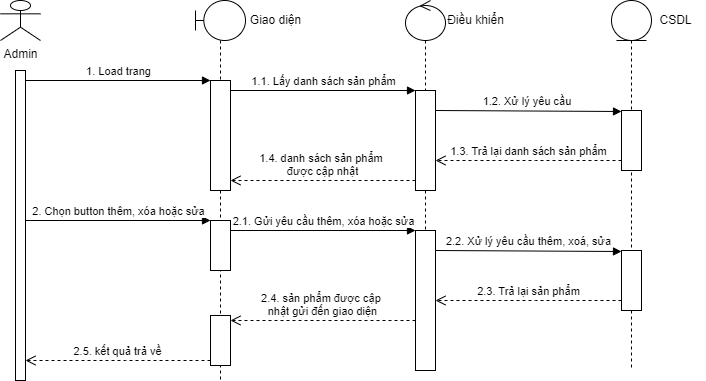 Admin
Giao diện
Điều khiển
CSDL
1. Load trang
1.1. Lấy danh sách sản phẩm
1.2. Xử lý yêu cầu
1.3. Trả lại danh sách sản phẩm
1.4. danh sách sản phẩm
được cập nhật
2. Chọn button thêm, xóa hoặc sửa
2.1. Gửi yêu cầu thêm, xóa hoặc sửa
2.2. Xử lý yêu cầu thêm, xoá, sửa
2.3. Trả lại sản phẩm
2.4. sản phẩm được cập
nhật gửi đến giao diện
2.5. kết quả trả về